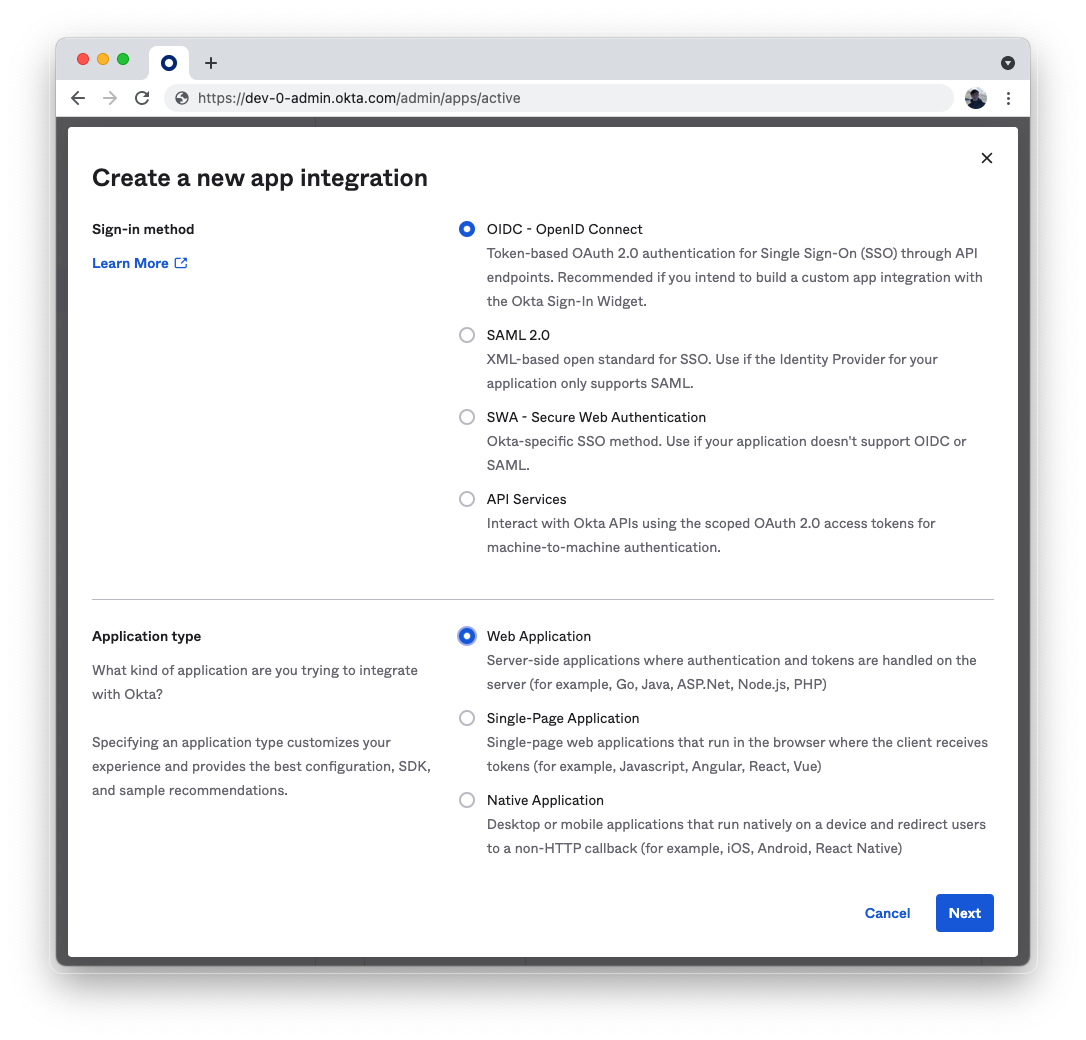 https://dev-0-admin.okta.com/admin/apps/active
Create a new app integration
Sign-in method
Learn More
OIDC - OpenID Connect
Token-based OAuth 2.0 authentication for Single Sign-On (SSO) through API
endpoints. Recommended if you intend to build a custom app integration with
the Okta Sign-In Widget.
SAML 2.0
XML-based open standard for SSO. Use if the Identity Provider for your
application only supports SAML.
SWA - Secure Web Authentication
Okta-specific SSO method. Use if your application doesn't support OIDC or
SAML.
API Services
Interact with Okta APIs using the scoped OAuth 2.0 access tokens for
machine-to-machine authentication.
Application type
What kind of application are you trying to integrate
with Okta?
Specifying an application type customizes your
experience and provides the best configuration, SDK,
and sample recommendations.
Web Application
Server-side applications where authentication and tokens are handled on the
server (for example, Go, Java, ASP.Net, Node.js, PHP)
Single-Page Application
Single-page web applications that run in the browser where the client receives
tokens (for example, Javascript, Angular, React, Vue)
Native Application
Desktop or mobile applications that run natively on a device and redirect users
to a non-HTTP callback (for example, iOS, Android, React Native)
Cancel
Next